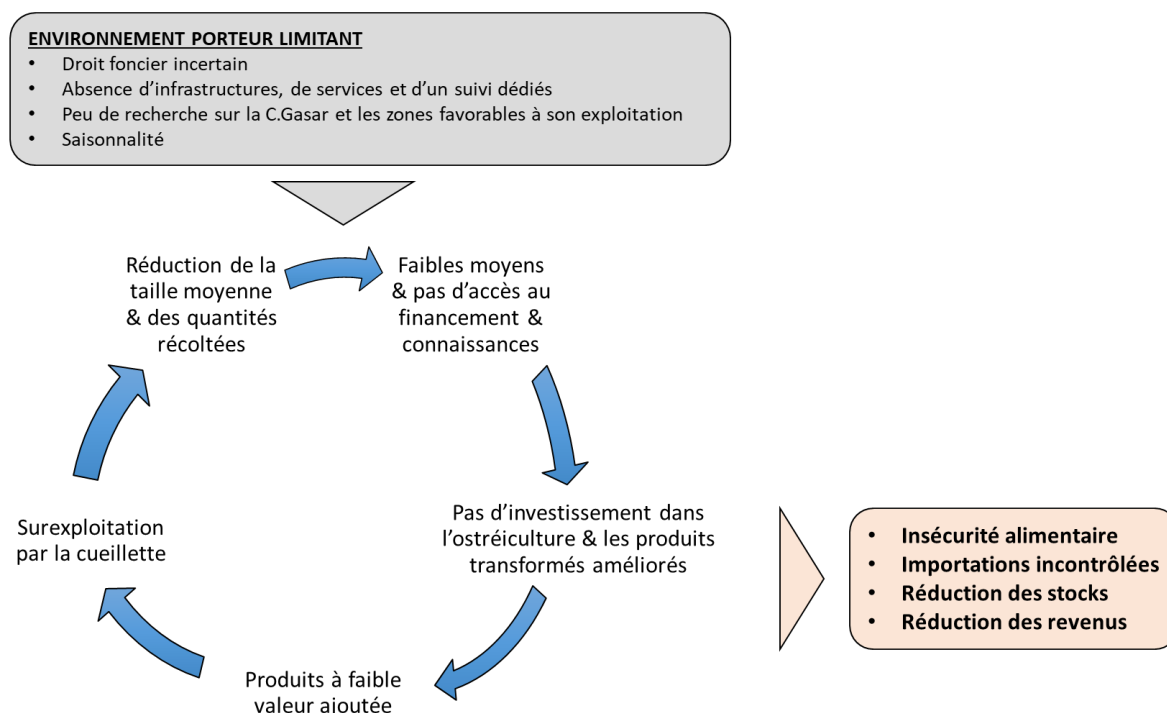 ENVIRONNEMENT PORTEUR LIMITANT
• Droit foncier incertain
• Absence d'infrastructures, de services et d'un suivi dédiés
• Peu de recherche sur la C.Gasar et les zones favorables à son exploitation
• Saisonnalité
Réduction de la
taille moyenne
& des quantités
récoltées
Faibles moyens
& pas d'accès au
financement &
connaissances
Pas d'investissement dans
l'ostréiculture & les produits
transformés améliorés
Produits à faible
valeur ajoutée
Surexploitation
par la cueillette
• Insécurité alimentaire
• Importations incontrôlées
• Réduction des stocks
• Réduction des revenus